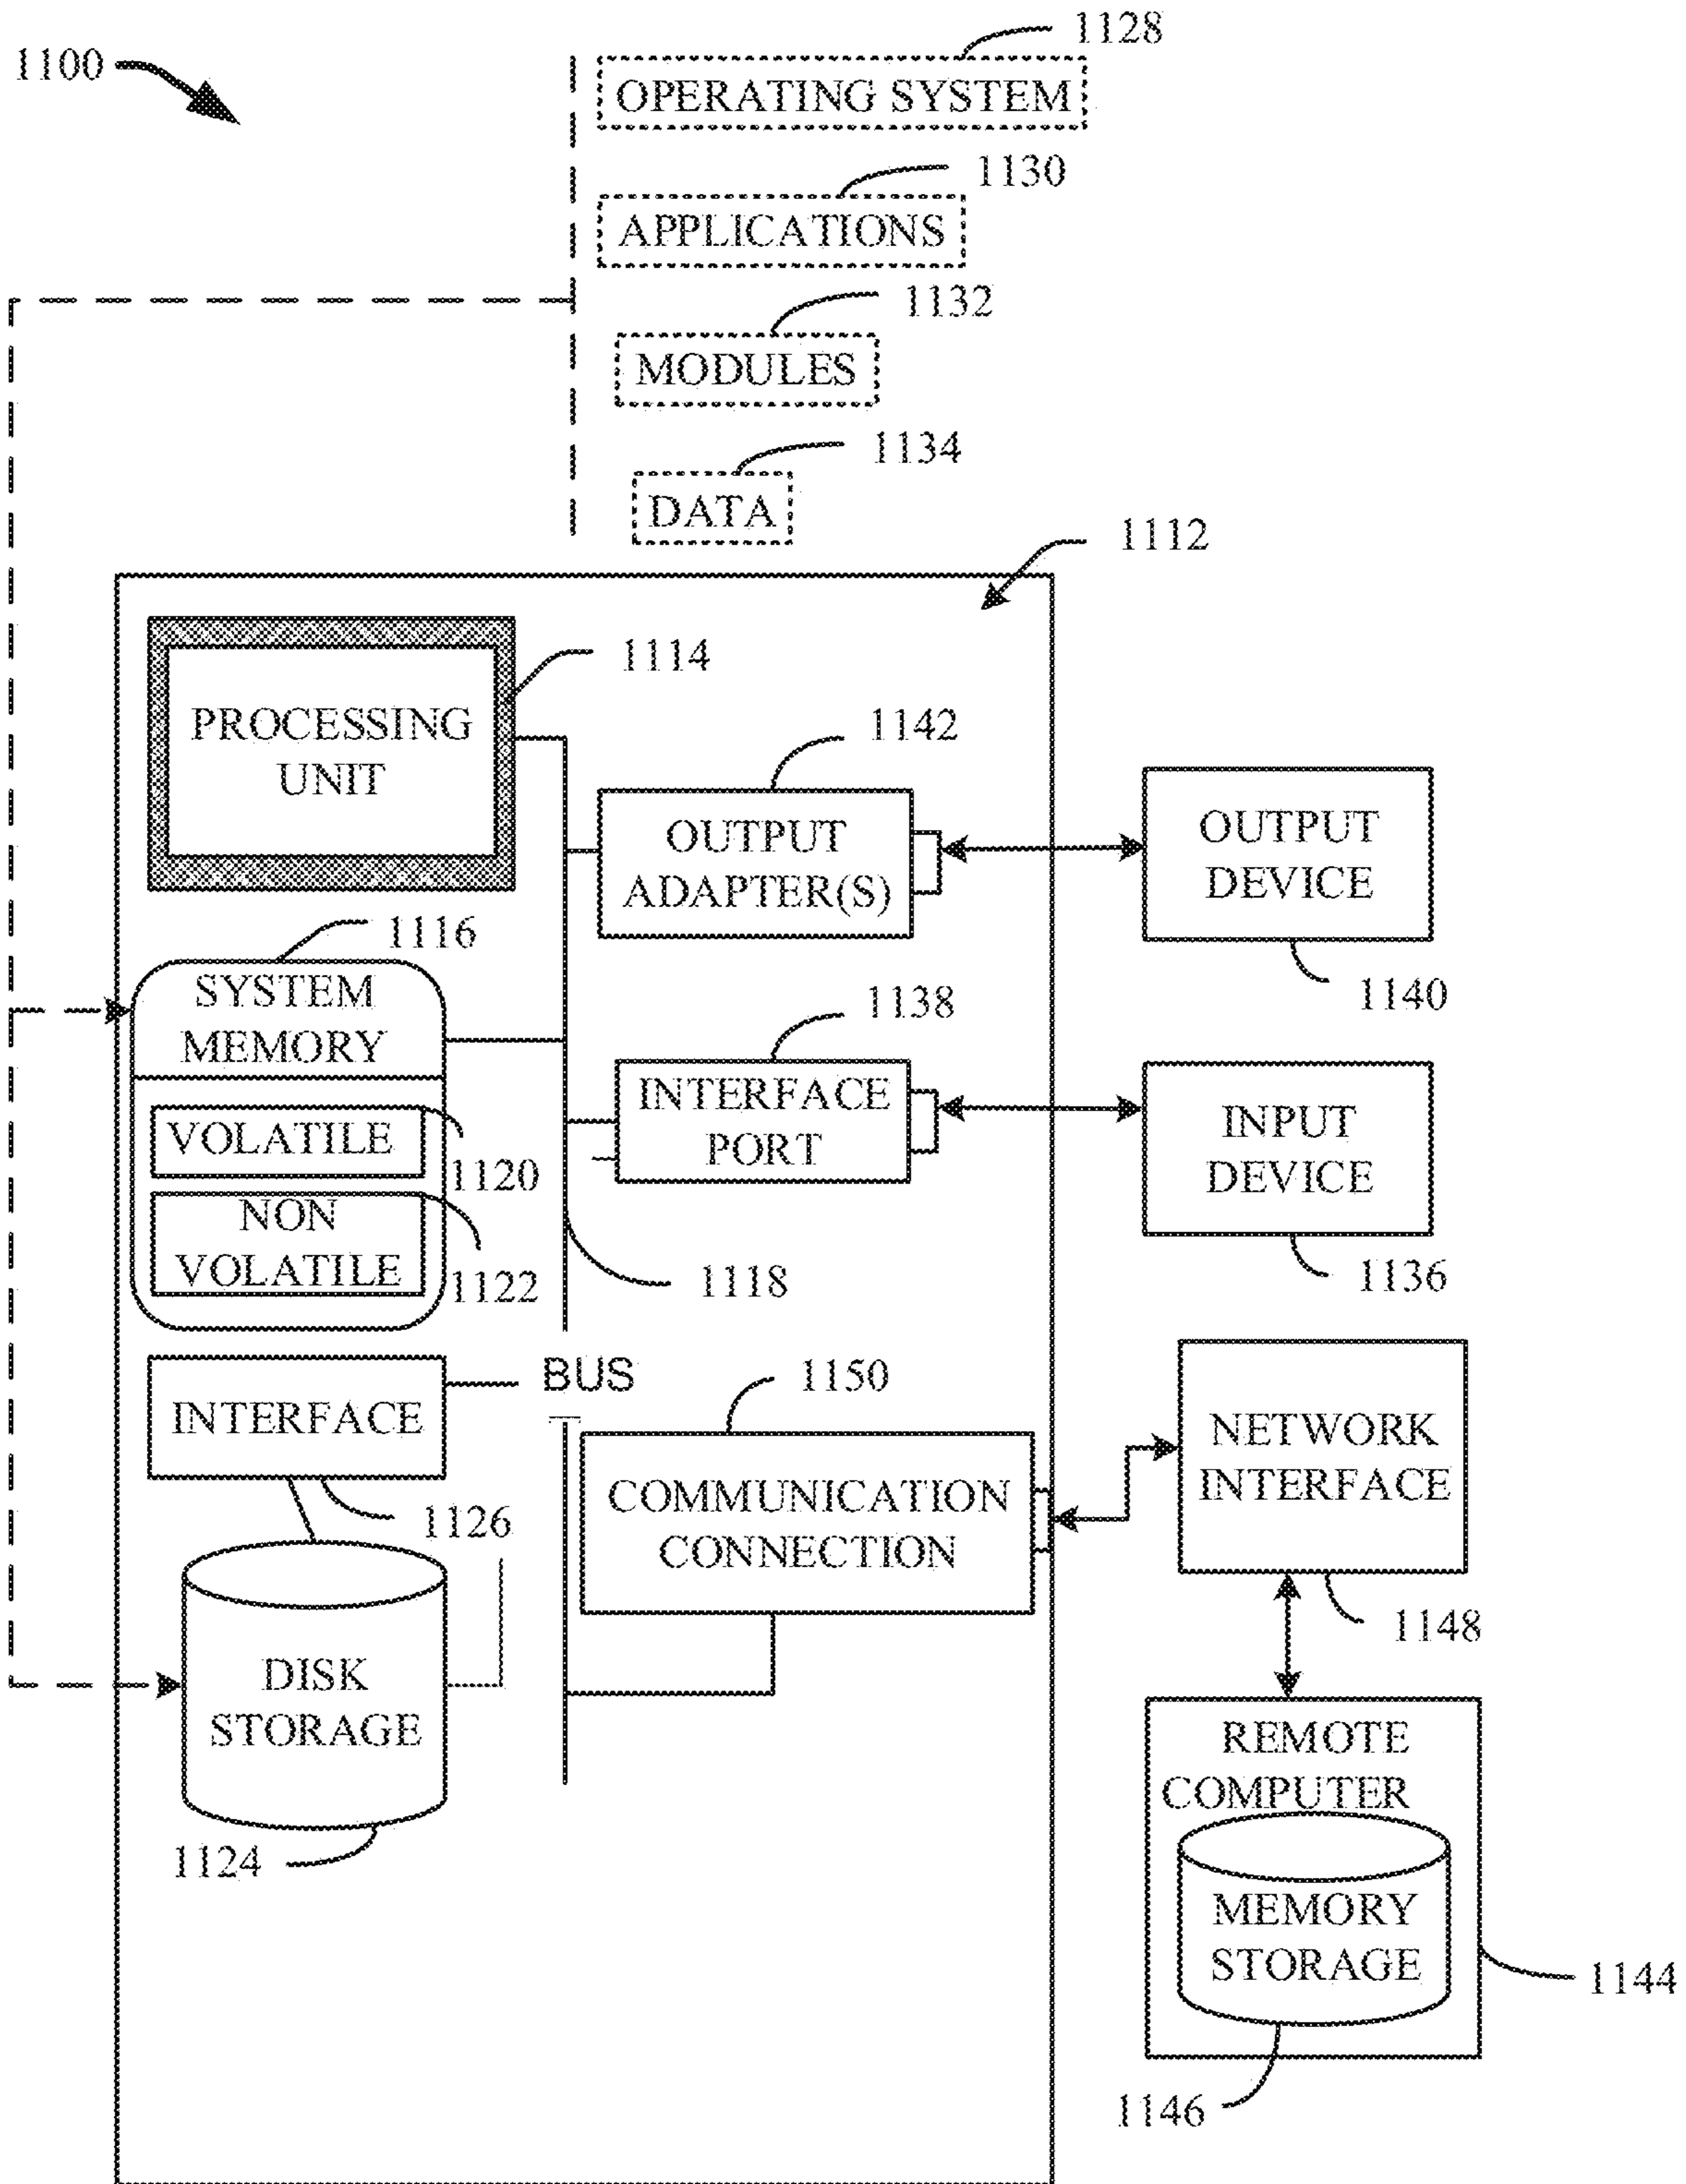 1128
1100
OPERATING SYSTEM
1130
APPLICATIONS
1132
MODULES
1134
DATA
1112
1114
PROCESSING
UNIT
1142
OUTPUT
ADAPTER(S)
OUTPUT
DEVICE
1140
1116
SYSTEM
MEMORY
VOLATILE
1120
NON
VOLATILE
1122
1138
INTERFACE
PORT
INPUT
DEVICE
1136
1118
BUS
INTERFACE
1126
1150
COMMUNICATION
CONNECTION
NETWORK
INTERFACE
1148
DISK
STORAGE
1124
REMOTE
COMPUTER
MEMORY
STORAGE
1144
1146